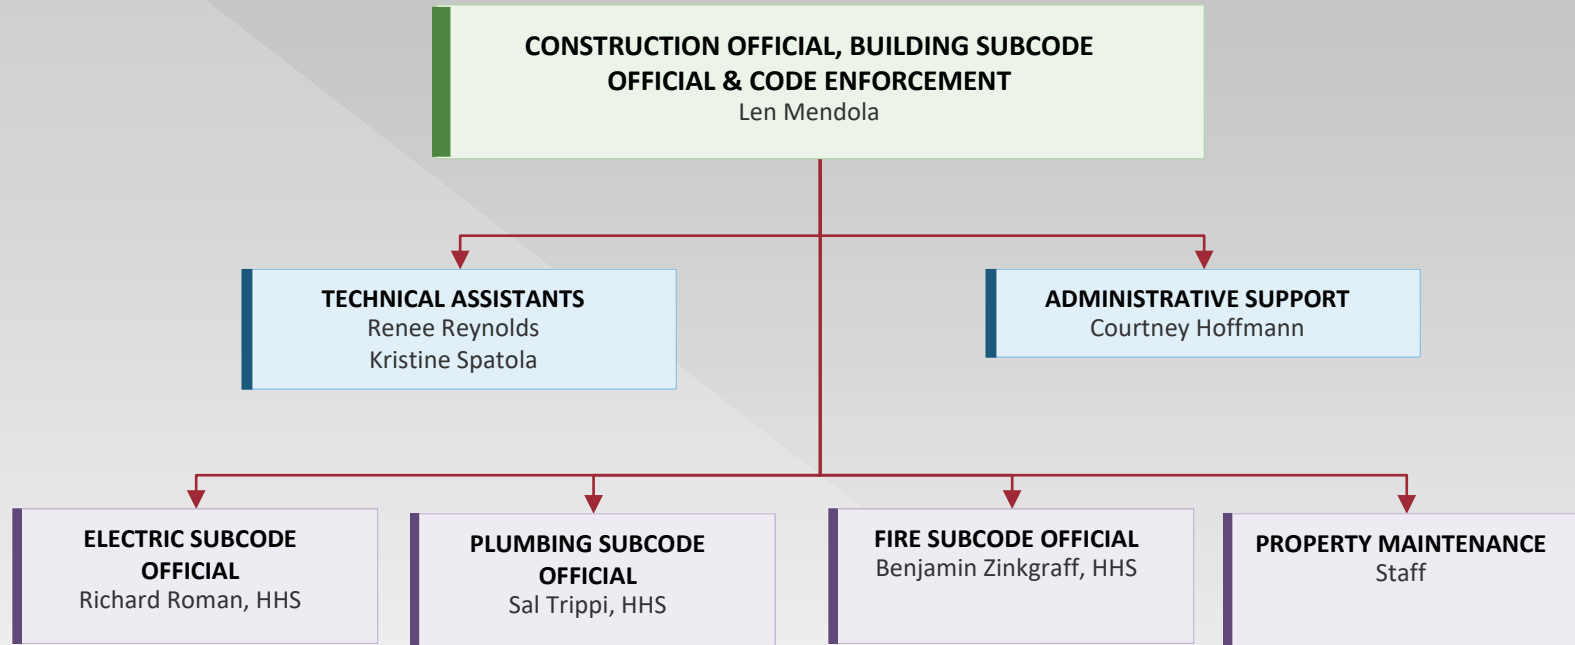 CONSTRUCTION OFFICIAL, BUILDING SUBCODE
OFFICIAL & CODE ENFORCEMENT
Len Mendola
TECHNICAL ASSISTANTS
Renee Reynolds
Kristine Spatola
ADMINISTRATIVE SUPPORT
Courtney Hoffmann
ELECTRIC SUBCODE
OFFICIAL
Richard Roman, HHS
PLUMBING SUBCODE
OFFICIAL
Sal Trippi, HHS
FIRE SUBCODE OFFICIAL
Benjamin Zinkgraff, HHS
PROPERTY MAINTENANCE
Staff